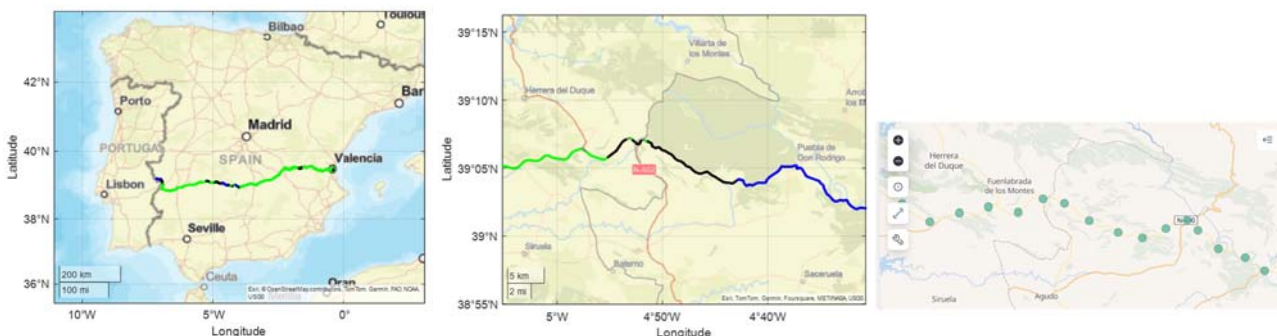 42°N
40°N
38°N
36°N
Latitude
10°W
5°W
0°
Longitude
Bilbao
Porto
PORTUGAL
Madrid
SPAIN
Valencia
Lisbon
Seville
Ceuta
Oran
200 km
100 mi
39°15'N
39°10'N
39°05'N
39°N
38°55'N
Latitude
5°W
4°50'W
4°40'W
Longitude
Villarta de
los Montes
Herrera del Duque
Puebla de
Don Rodrigo
Siruela
Baterno
Saceruela
5 km
2 mi
Herrera
del Duque
Fuenlabrada
de los Montes
Siruela
Agudo